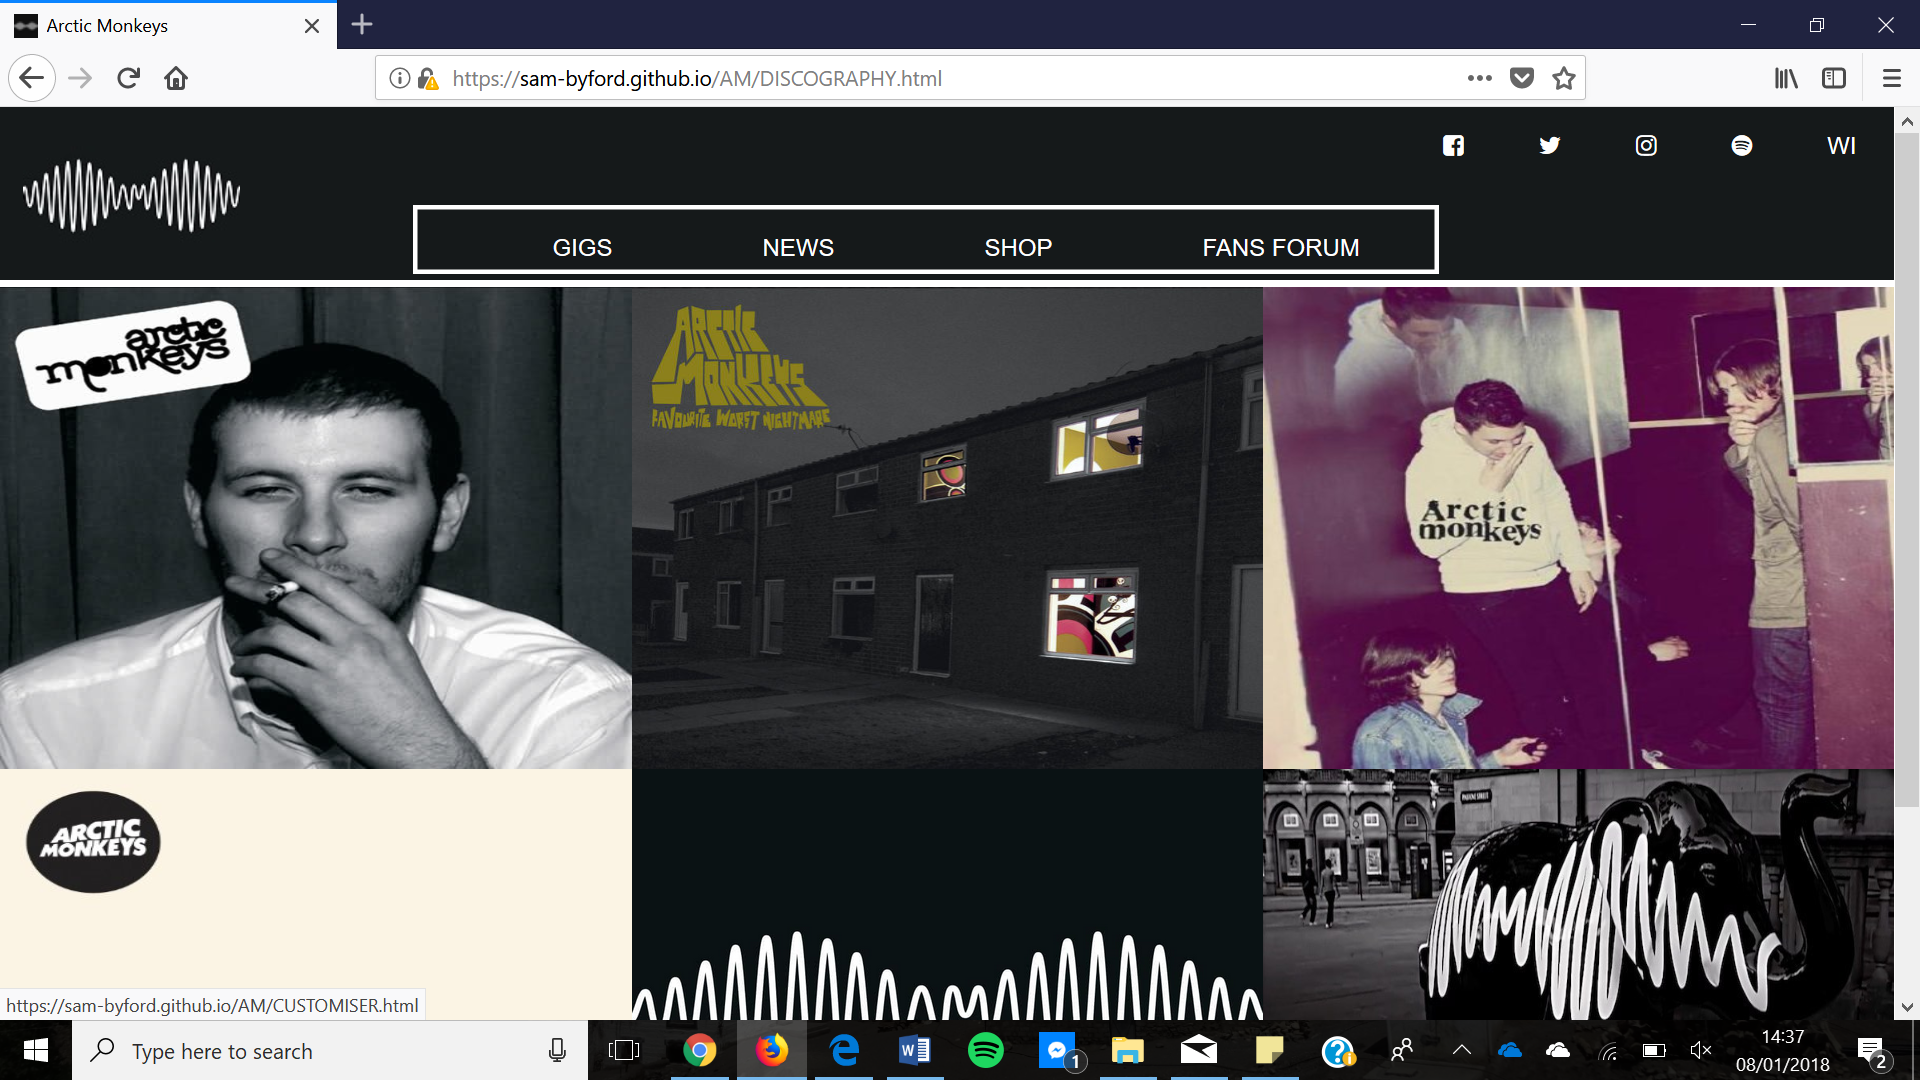 Arctic Monkeys
https://sam-byford.github.io/AM/DISCOGRAPHY.html
WI
GIGS NEWS SHOP FANS FORUM
arctic
monkeys
ARCTIC
MONKEYS
FAVOURITE WORST NIGHTMARE
Arctic
monkeys
ARCTIC
MONKEYS
https://sam-byford.github.io/AM/CUSTOMISER.html
Type here to search
1
14:37
08/01/2018
2